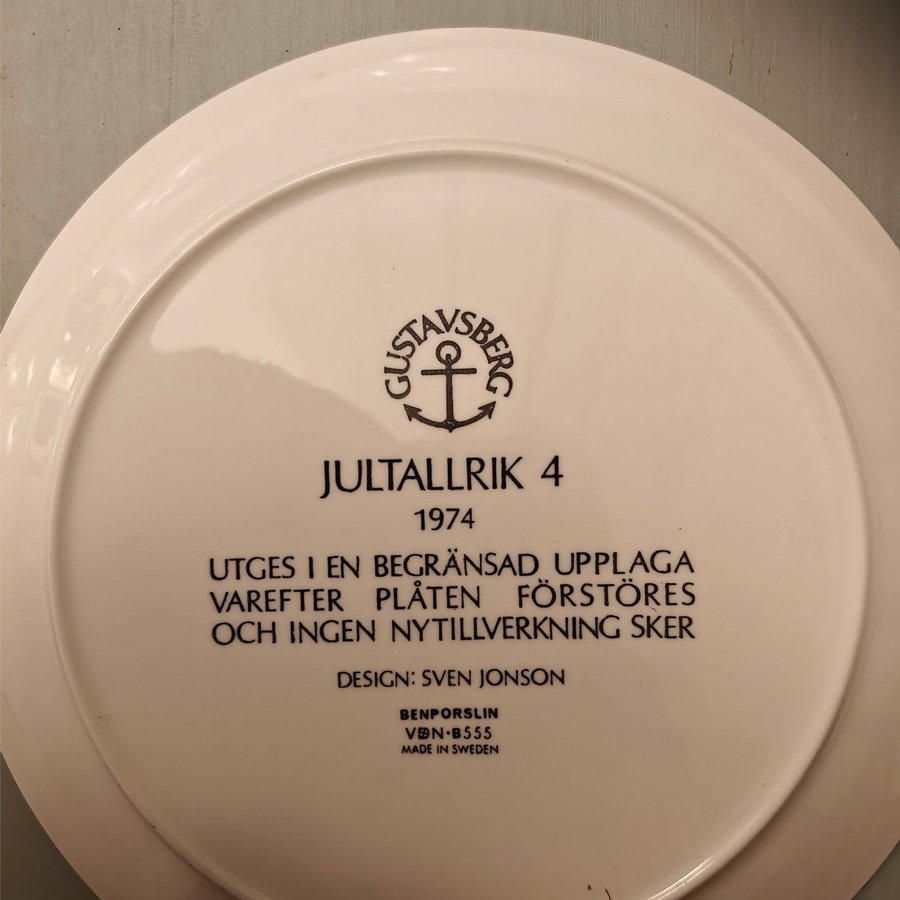 GUSTAVSBERG
JULTALLRIK 4
1974
UTGES I EN BEGRÄNSAD UPPLAGA
VAREFTER PLÅTEN FÖRSTÖRES
OCH INGEN NYTILLVERKNING SKER
DESIGN: SVEN JONSON
BENPORSLIN
VDN·B555
MADE IN SWEDEN